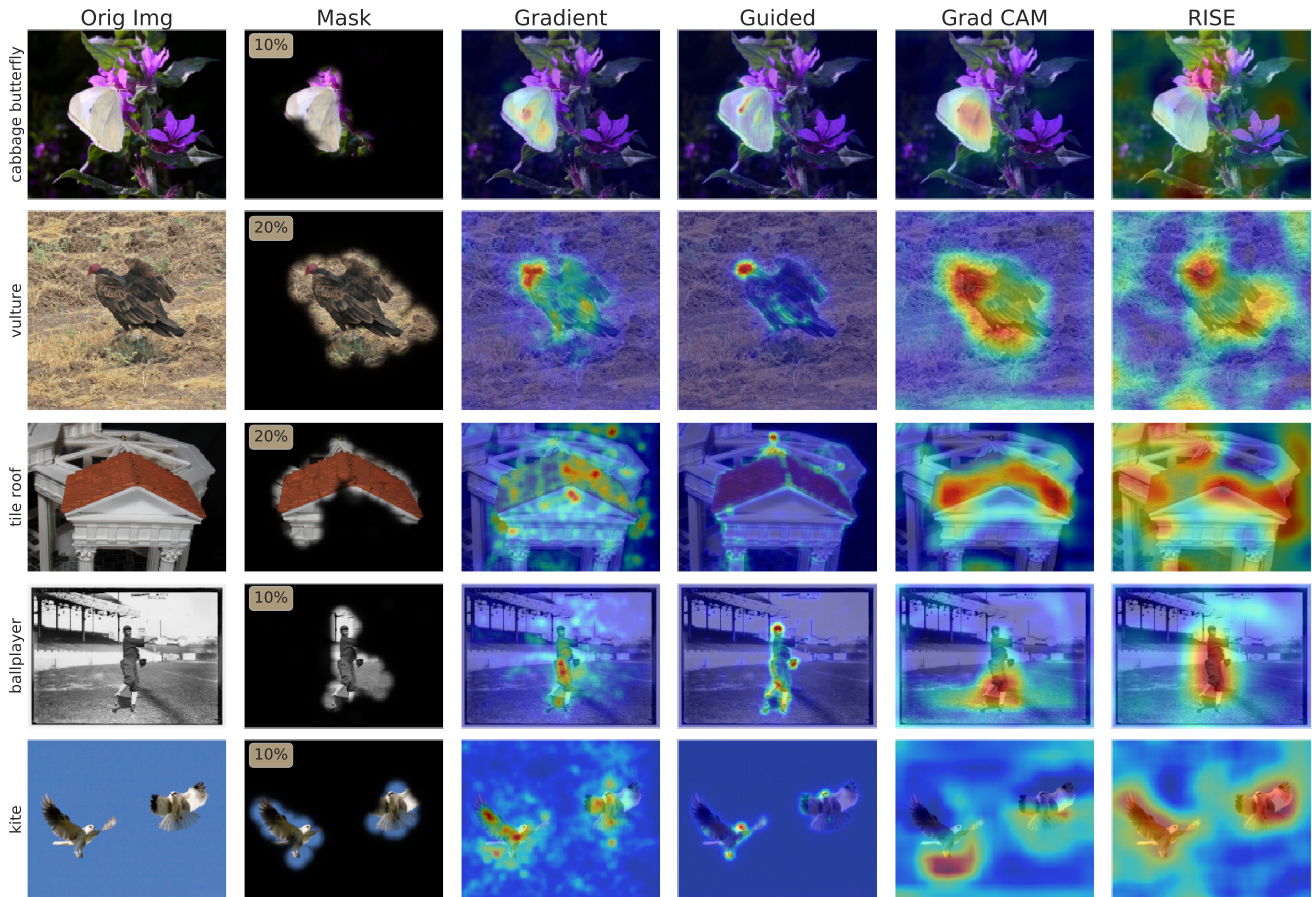 Orig Img
Mask
Gradient
Guided
Grad CAM
RISE
cabbage butterfly
10%
vulture
20%
tile roof
20%
ballplayer
10%
kite
10%